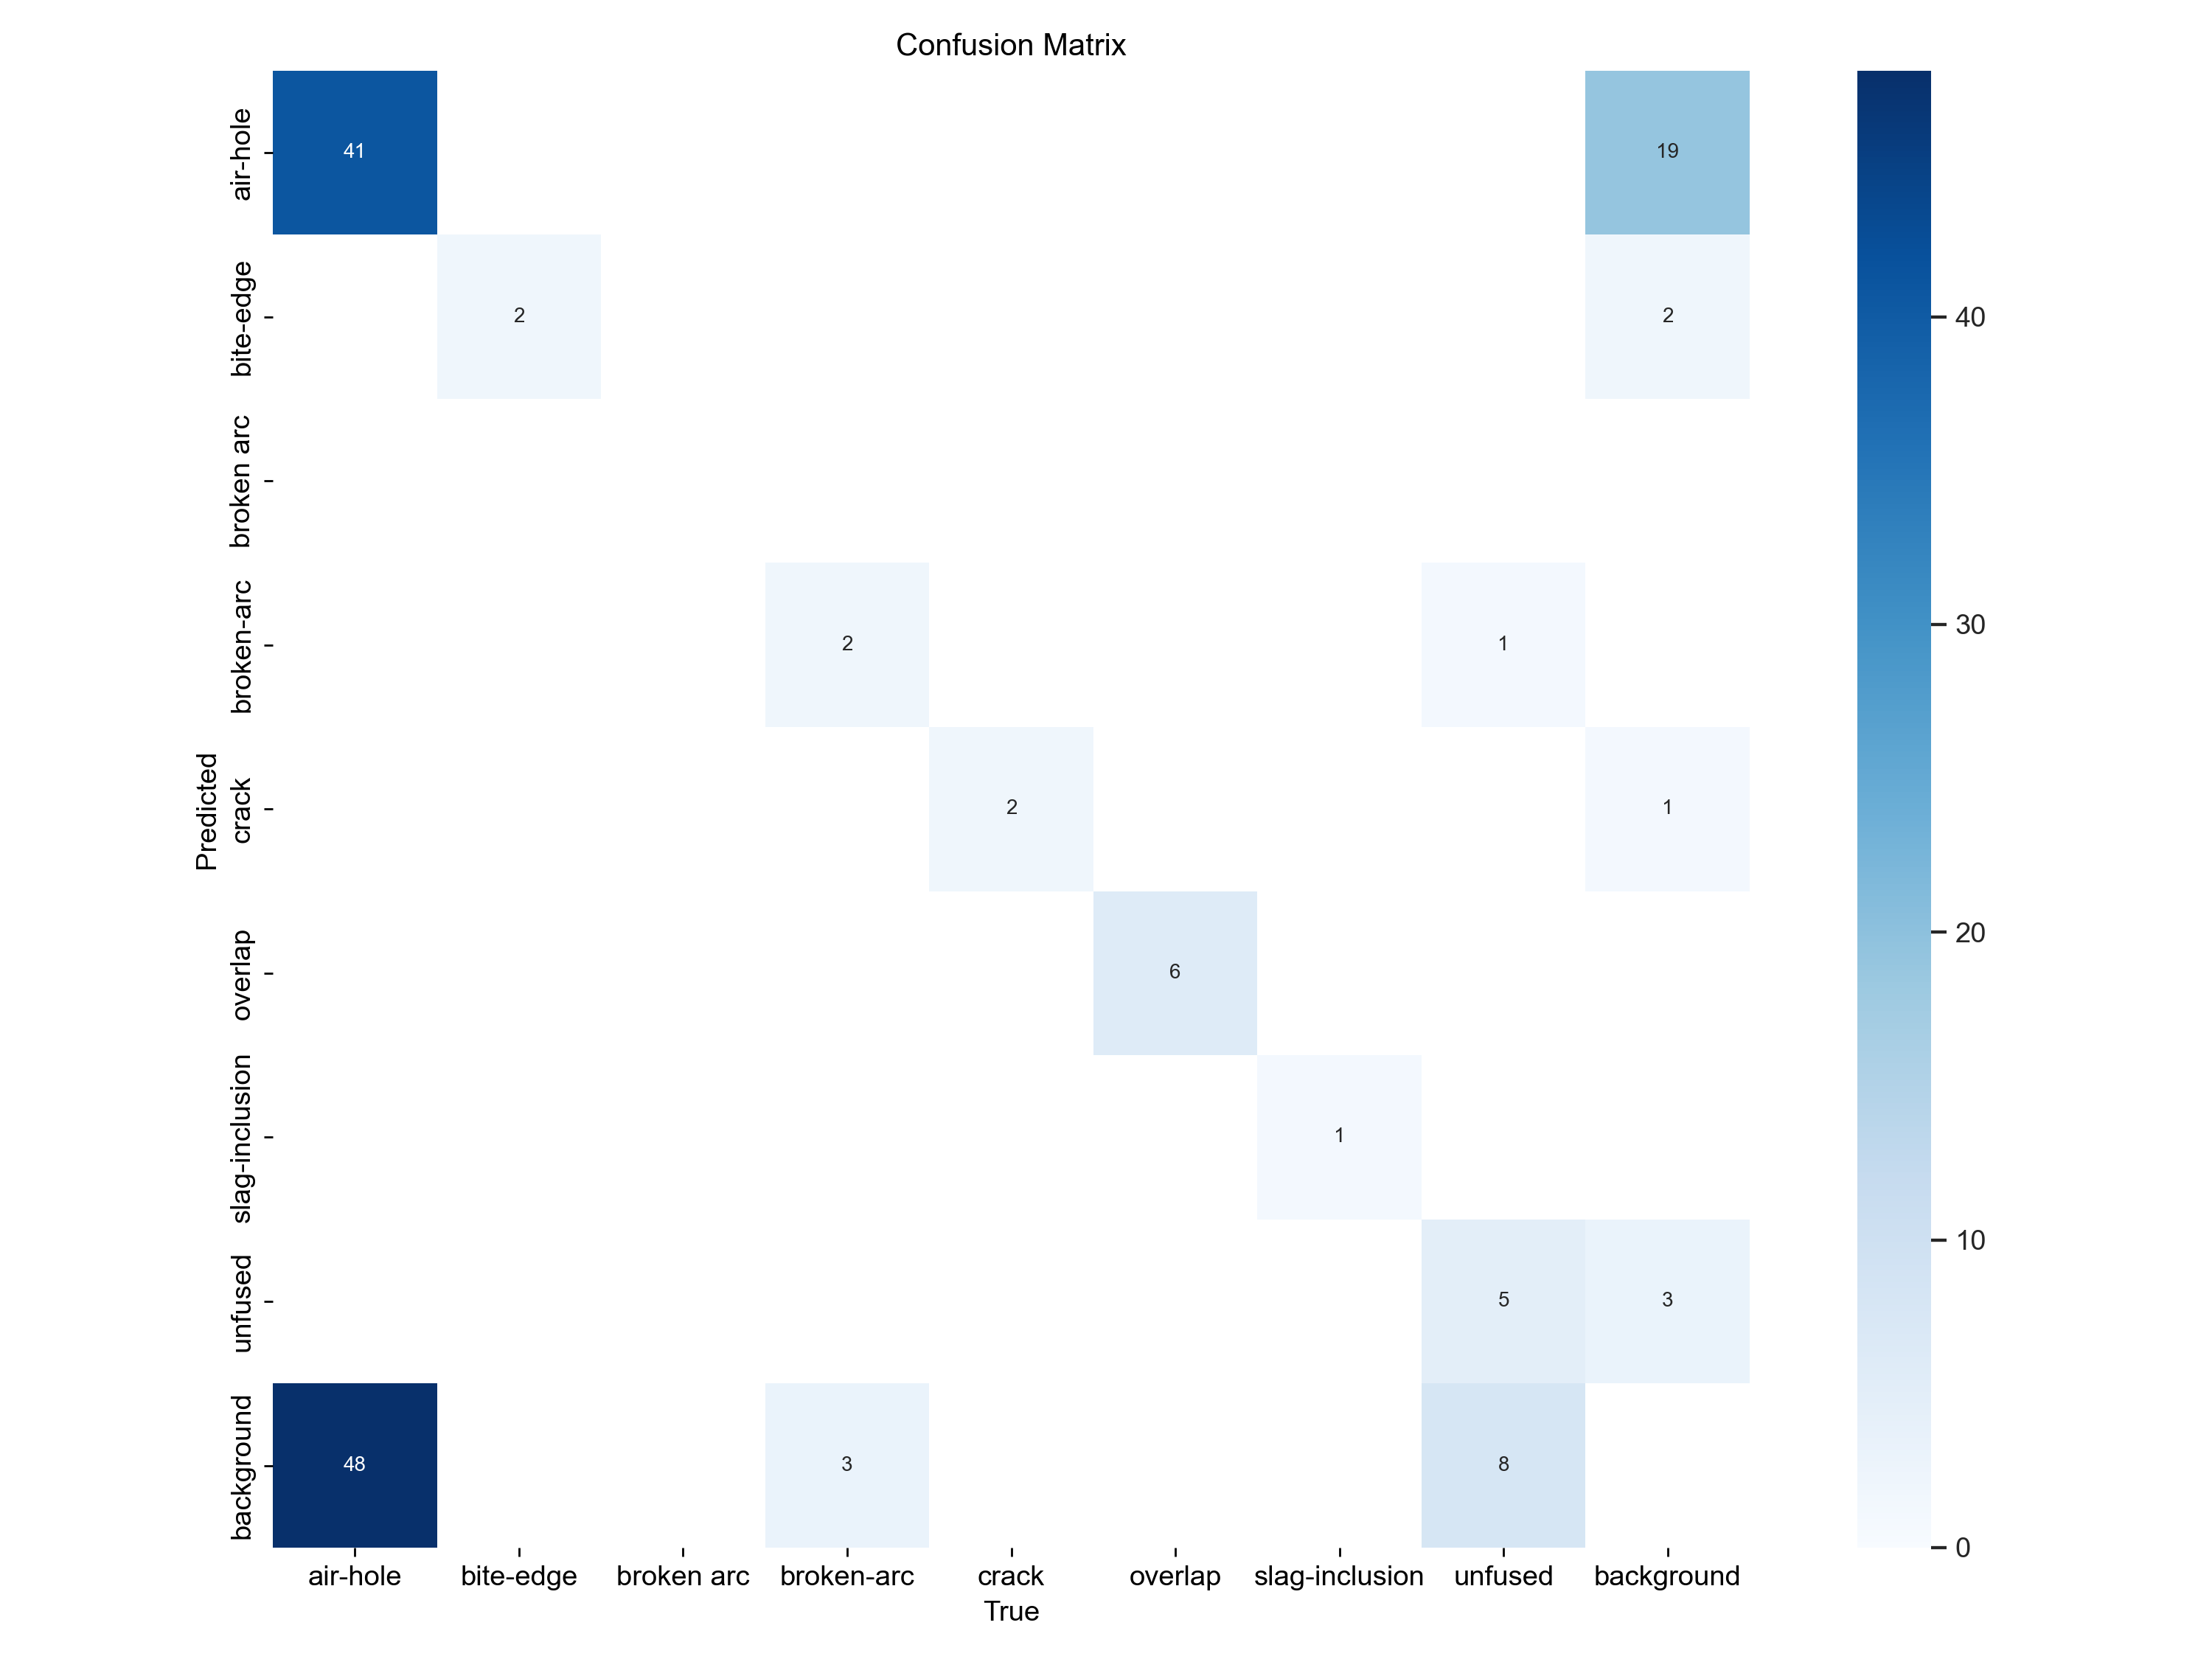 Confusion Matrix
air-hole 41 19
bite-edge 2 2 40
broken arc
broken-arc 2 1 30
Predicted
crack 2 1
overlap 6 20
slag-inclusion 1
unfused 5 3 10
background 48 3 8
0
air-hole bite-edge broken arc broken-arc crack overlap slag-inclusion unfused background
True